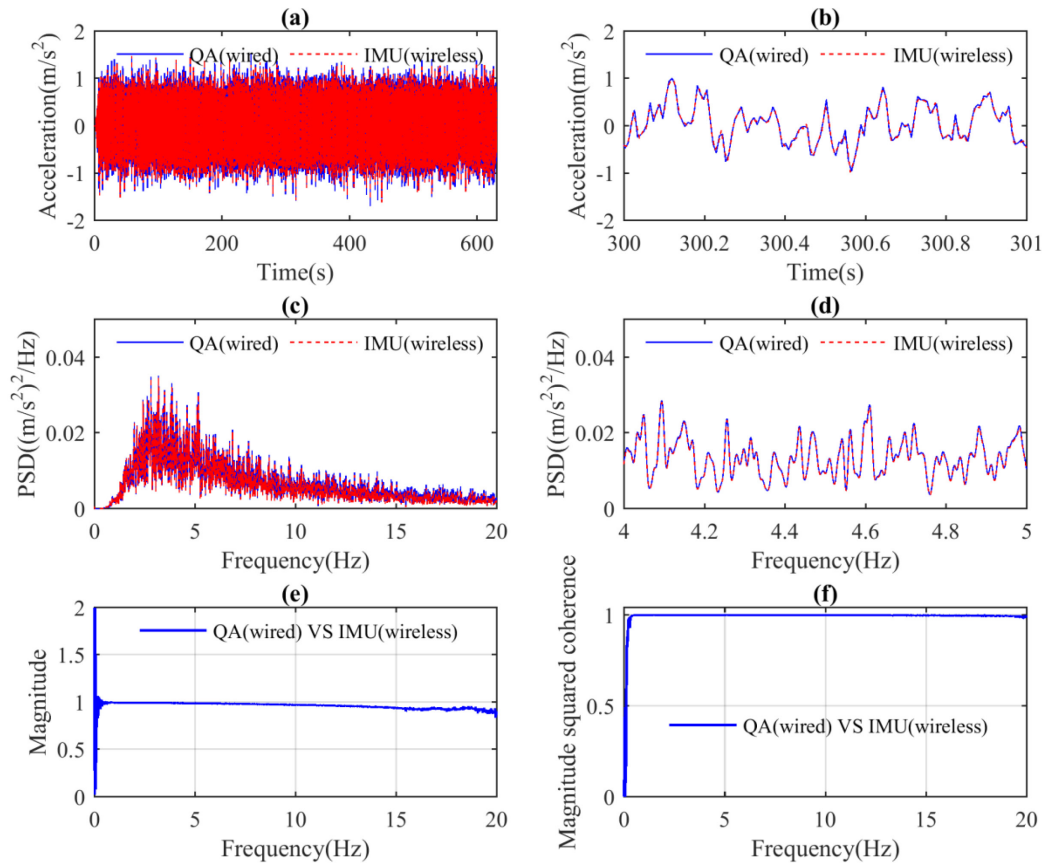 (a)
QA(wired) IMU(wireless)
Acceleration(m/s²)
2
1
0
-1
-2
0 200 400 600
Time(s)
(b)
QA(wired) IMU(wireless)
Acceleration(m/s²)
2
1
0
-1
-2
300 300.2 300.4 300.6 300.8 301
Time(s)
(c)
QA(wired) IMU(wireless)
PSD((m/s²)²/Hz)
0.04
0.02
0
0 5 10 15 20
Frequency(Hz)
(d)
QA(wired) IMU(wireless)
PSD((m/s²)²/Hz)
0.04
0.02
0
4 4.2 4.4 4.6 4.8 5
Frequency(Hz)
(e)
QA(wired) VS IMU(wireless)
Magnitude
2
1.5
1
0.5
0
0 5 10 15 20
Frequency(Hz)
(f)
QA(wired) VS IMU(wireless)
Magnitude squared coherence
1
0.5
0
0 5 10 15 20
Frequency(Hz)